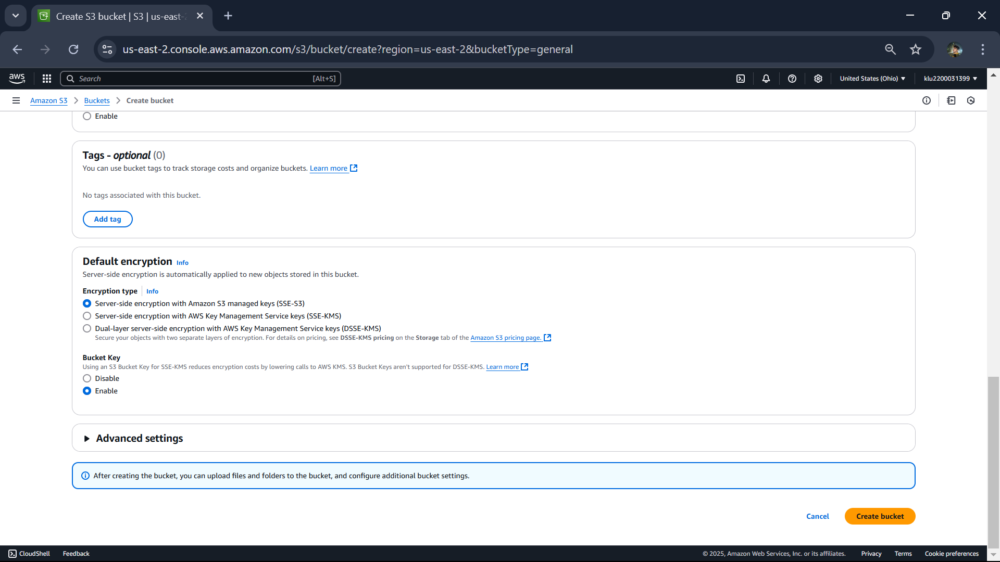 Create S3 bucket | S3 | us-east-2
us-east-2.console.aws.amazon.com/s3/bucket/create?region=us-east-2&bucketType=general
aws
Search
[Alt+S]
United States (Ohio)
klu2200031399
Amazon S3
Buckets
Create bucket
Enable
Tags - optional (0)
You can use bucket tags to track storage costs and organize buckets. Learn more
No tags associated with this bucket.
Add tag
Default encryption Info
Server-side encryption is automatically applied to new objects stored in this bucket.
Encryption type Info
Server-side encryption with Amazon S3 managed keys (SSE-S3)
Server-side encryption with AWS Key Management Service keys (SSE-KMS)
Dual-layer server-side encryption with AWS Key Management Service keys (DSSE-KMS)
Secure your objects with two separate layers of encryption. For details on pricing, see DSSE-KMS pricing on the Storage tab of the Amazon S3 pricing page.
Bucket Key
Using an S3 Bucket Key for SSE-KMS reduces encryption costs by lowering calls to AWS KMS. S3 Bucket Keys aren't supported for DSSE-KMS. Learn more
Disable
Enable
Advanced settings
After creating the bucket, you can upload files and folders to the bucket, and configure additional bucket settings.
Cancel
Create bucket
CloudShell
Feedback
© 2025, Amazon Web Services, Inc. or its affiliates.
Privacy
Terms
Cookie preferences